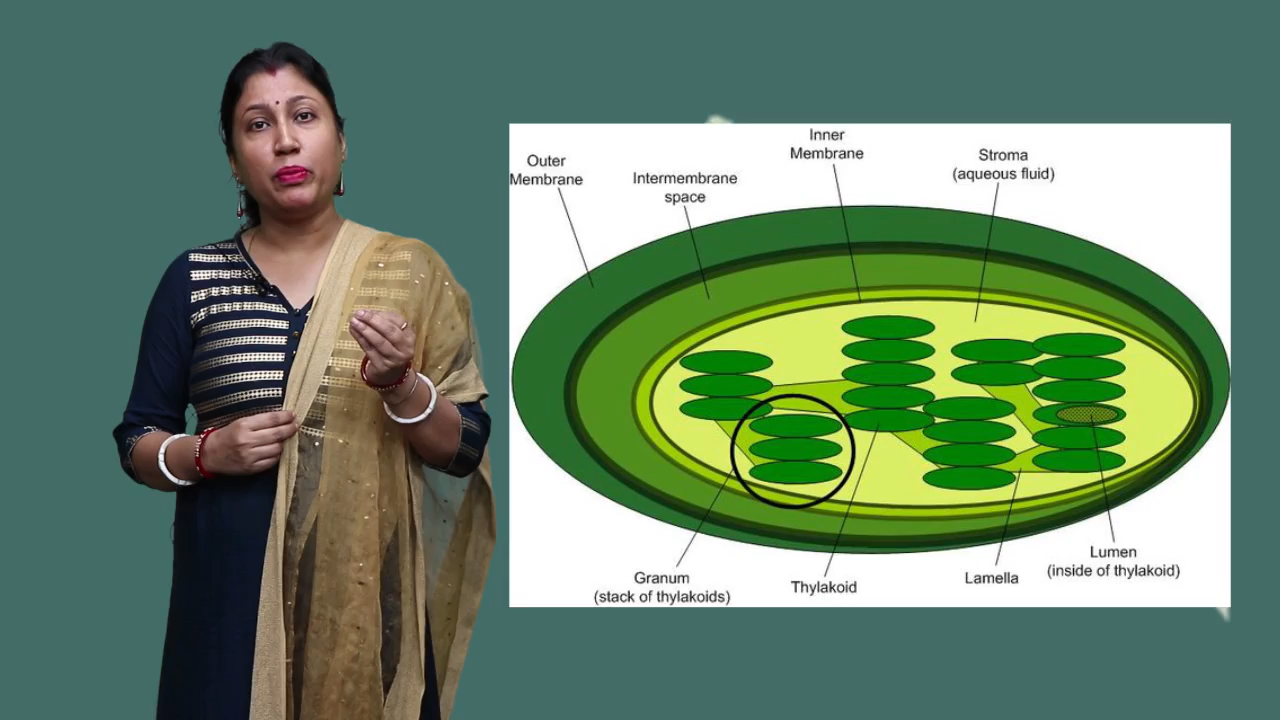 Inner
Membrane
Outer
Membrane
Intermembrane
space
Stroma
(aqueous fluid)
Granum
(stack of thylakoids)
Thylakoid
Lamella
Lumen
(inside of thylakoid)